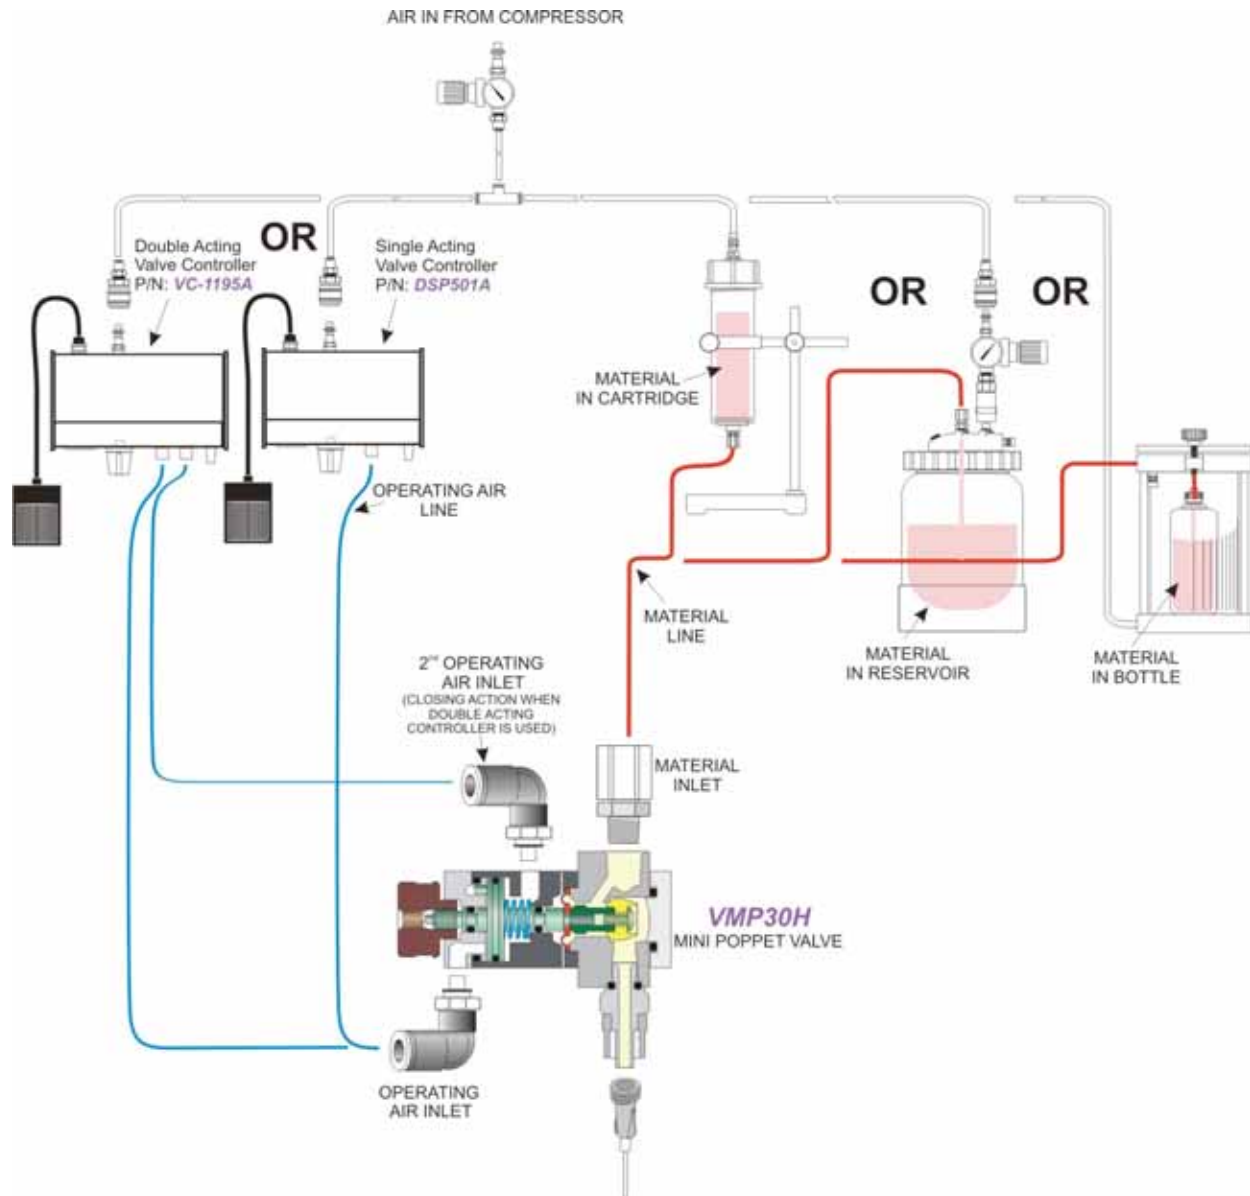 AIR IN FROM COMPRESSOR
Double Acting
Valve Controller
P/N: VC-1195A
OR
Single Acting
Valve Controller
P/N: DSP501A
OR
OR
MATERIAL
IN CARTRIDGE
OPERATING AIR
LINE
MATERIAL
LINE
MATERIAL
IN RESERVOIR
MATERIAL
IN BOTTLE
2ⁿᵈ OPERATING
AIR INLET
(CLOSING ACTION WHEN
DOUBLE ACTING
CONTROLLER IS USED)
MATERIAL
INLET
VMP30H
MINI POPPET VALVE
OPERATING
AIR INLET